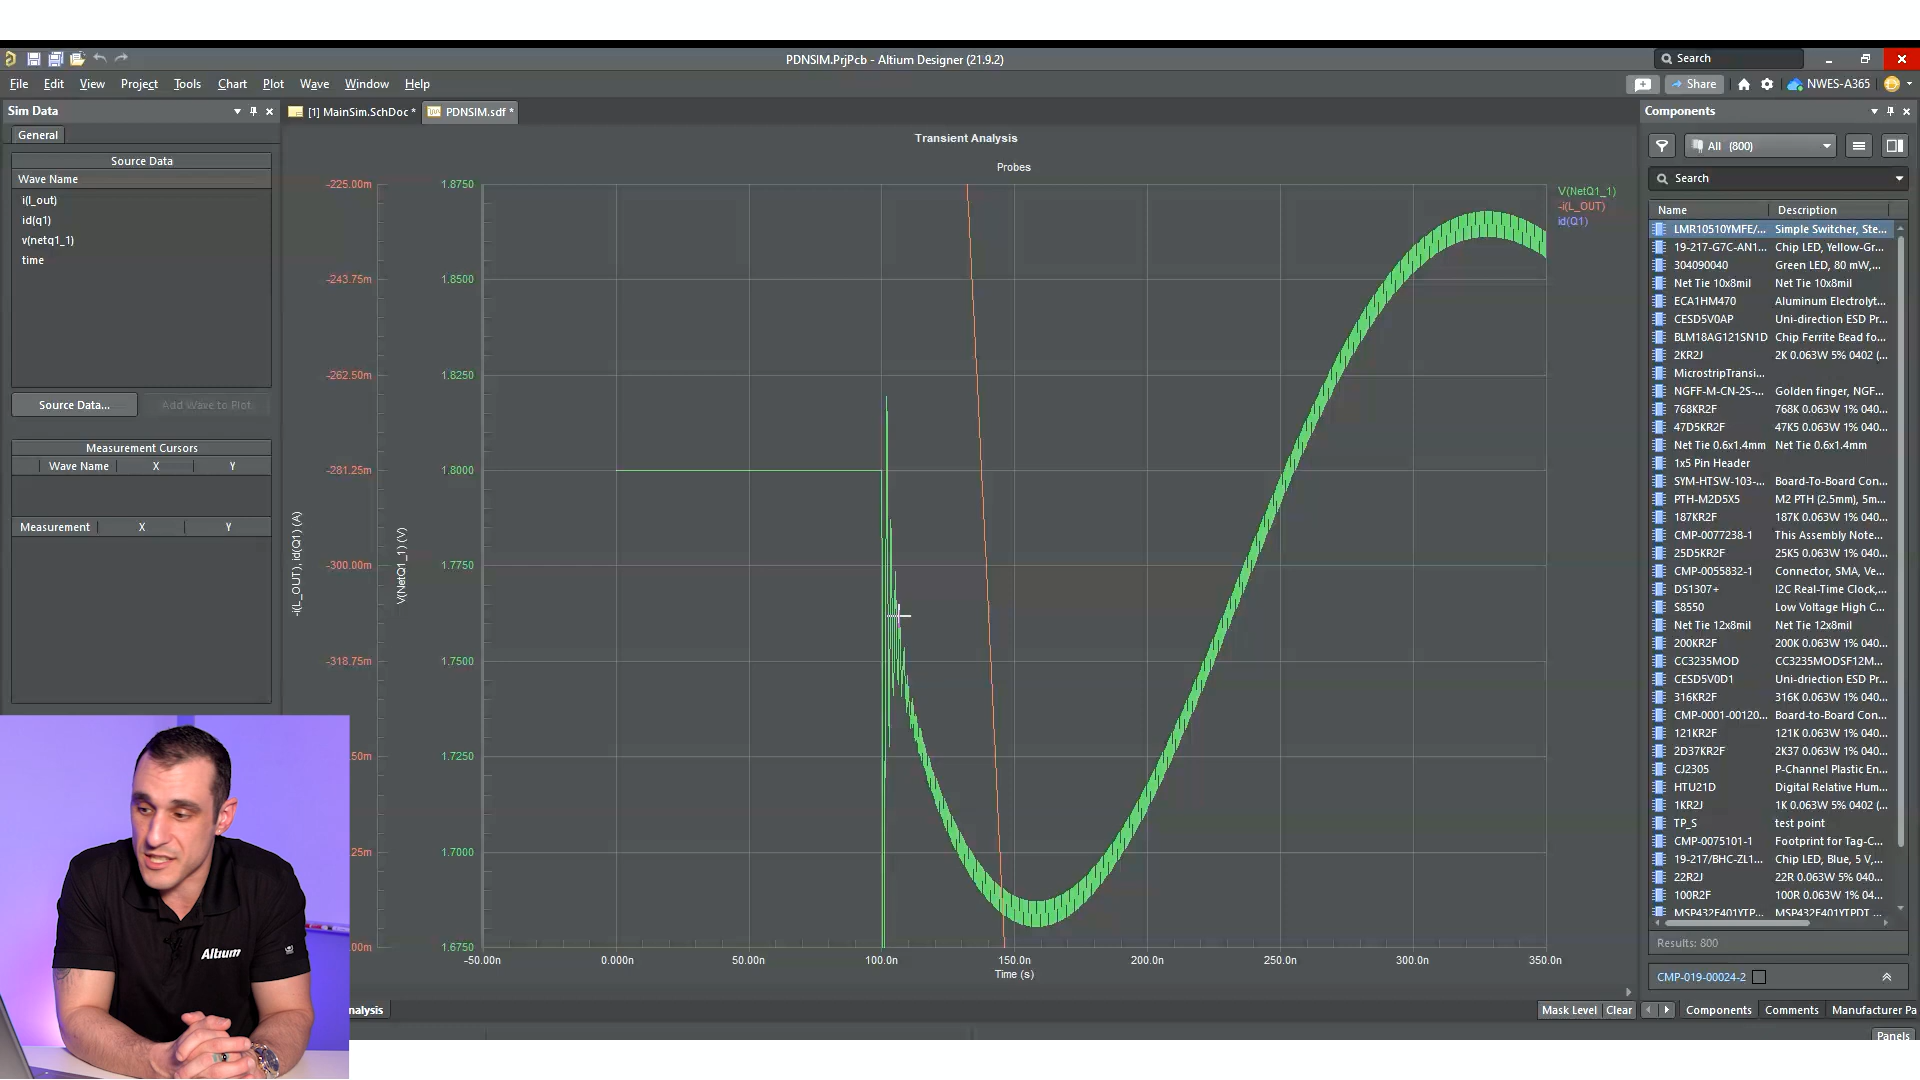 PDNSIM.PrjPcb - Altium Designer (21.9.2)
Search
File Edit View Project Tools Chart Plot Wave Window Help
Share
NWES-A365
Sim Data
[1] MainSim.SchDoc *
PDNSIM.sdf *
Components
General
Source Data
Wave Name
i(l_out)
id(q1)
v(netq1_1)
time
Source Data...
Add Wave to Plot
Measurement Cursors
Wave Name X Y
Measurement X Y
Transient Analysis
Probes
V(NetQ1_1)
-i(L_OUT)
id(Q1)
-225.00m
-243.75m
-262.50m
-281.25m
-300.00m
-318.75m
50m
25m
00m
-i(L_OUT), id(Q1) (A)
V(NetQ1_1) (V)
1.8750
1.8500
1.8250
1.8000
1.7750
1.7500
1.7250
1.7000
1.6750
-50.00n 0.000n 50.00n 100.0n 150.0n 200.0n 250.0n 300.0n 350.0n
Time (s)
nalysis
Mask Level Clear
All (800)
Search
Name Description
LMR10510YMFE/... Simple Switcher, Ste...
19-217-G7C-AN1... Chip LED, Yellow-Gr...
304090040 Green LED, 80 mW,...
Net Tie 10x8mil Net Tie 10x8mil
ECA1HM470 Aluminum Electrolyt...
CESD5V0AP Uni-direction ESD Pr...
BLM18AG121SN1D Chip Ferrite Bead fo...
2KR2J 2K 0.063W 5% 0402 (...
MicrostripTransi...
NGFF-M-CN-2S-... Golden finger, NGF...
768KR2F 768K 0.063W 1% 040...
47D5KR2F 47K5 0.063W 1% 040...
Net Tie 0.6x1.4mm Net Tie 0.6x1.4mm
1x5 Pin Header
SYM-HTSW-103-... Board-To-Board Con...
PTH-M2D5X5 M2 PTH (2.5mm), 5m...
187KR2F 187K 0.063W 1% 040...
CMP-0077238-1 This Assembly Note...
25D5KR2F 25K5 0.063W 1% 040...
CMP-0055832-1 Connector, SMA, Ve...
DS1307+ I2C Real-Time Clock,...
S8550 Low Voltage High C...
Net Tie 12x8mil Net Tie 12x8mil
200KR2F 200K 0.063W 1% 040...
CC3235MOD CC3235MODSF12M...
CESD5V0D1 Uni-driection ESD Pr...
316KR2F 316K 0.063W 1% 040...
CMP-0001-00120... Board-to-Board Con...
121KR2F 121K 0.063W 1% 040...
2D37KR2F 2K37 0.063W 1% 040...
CJ2305 P-Channel Plastic En...
HTU21D Digital Relative Hum...
1KR2J 1K 0.063W 5% 0402 (...
TP_S test point
CMP-0075101-1 Footprint for Tag-C...
19-217/BHC-ZL1... Chip LED, Blue, 5 V,...
22R2J 22R 0.063W 5% 040...
100R2F 100R 0.063W 1% 04...
MSP432E401YTP... MSP432E401YTPDT ...
Results: 800
CMP-019-00024-2
Components Comments Manufacturer Pa
Panels
Altium